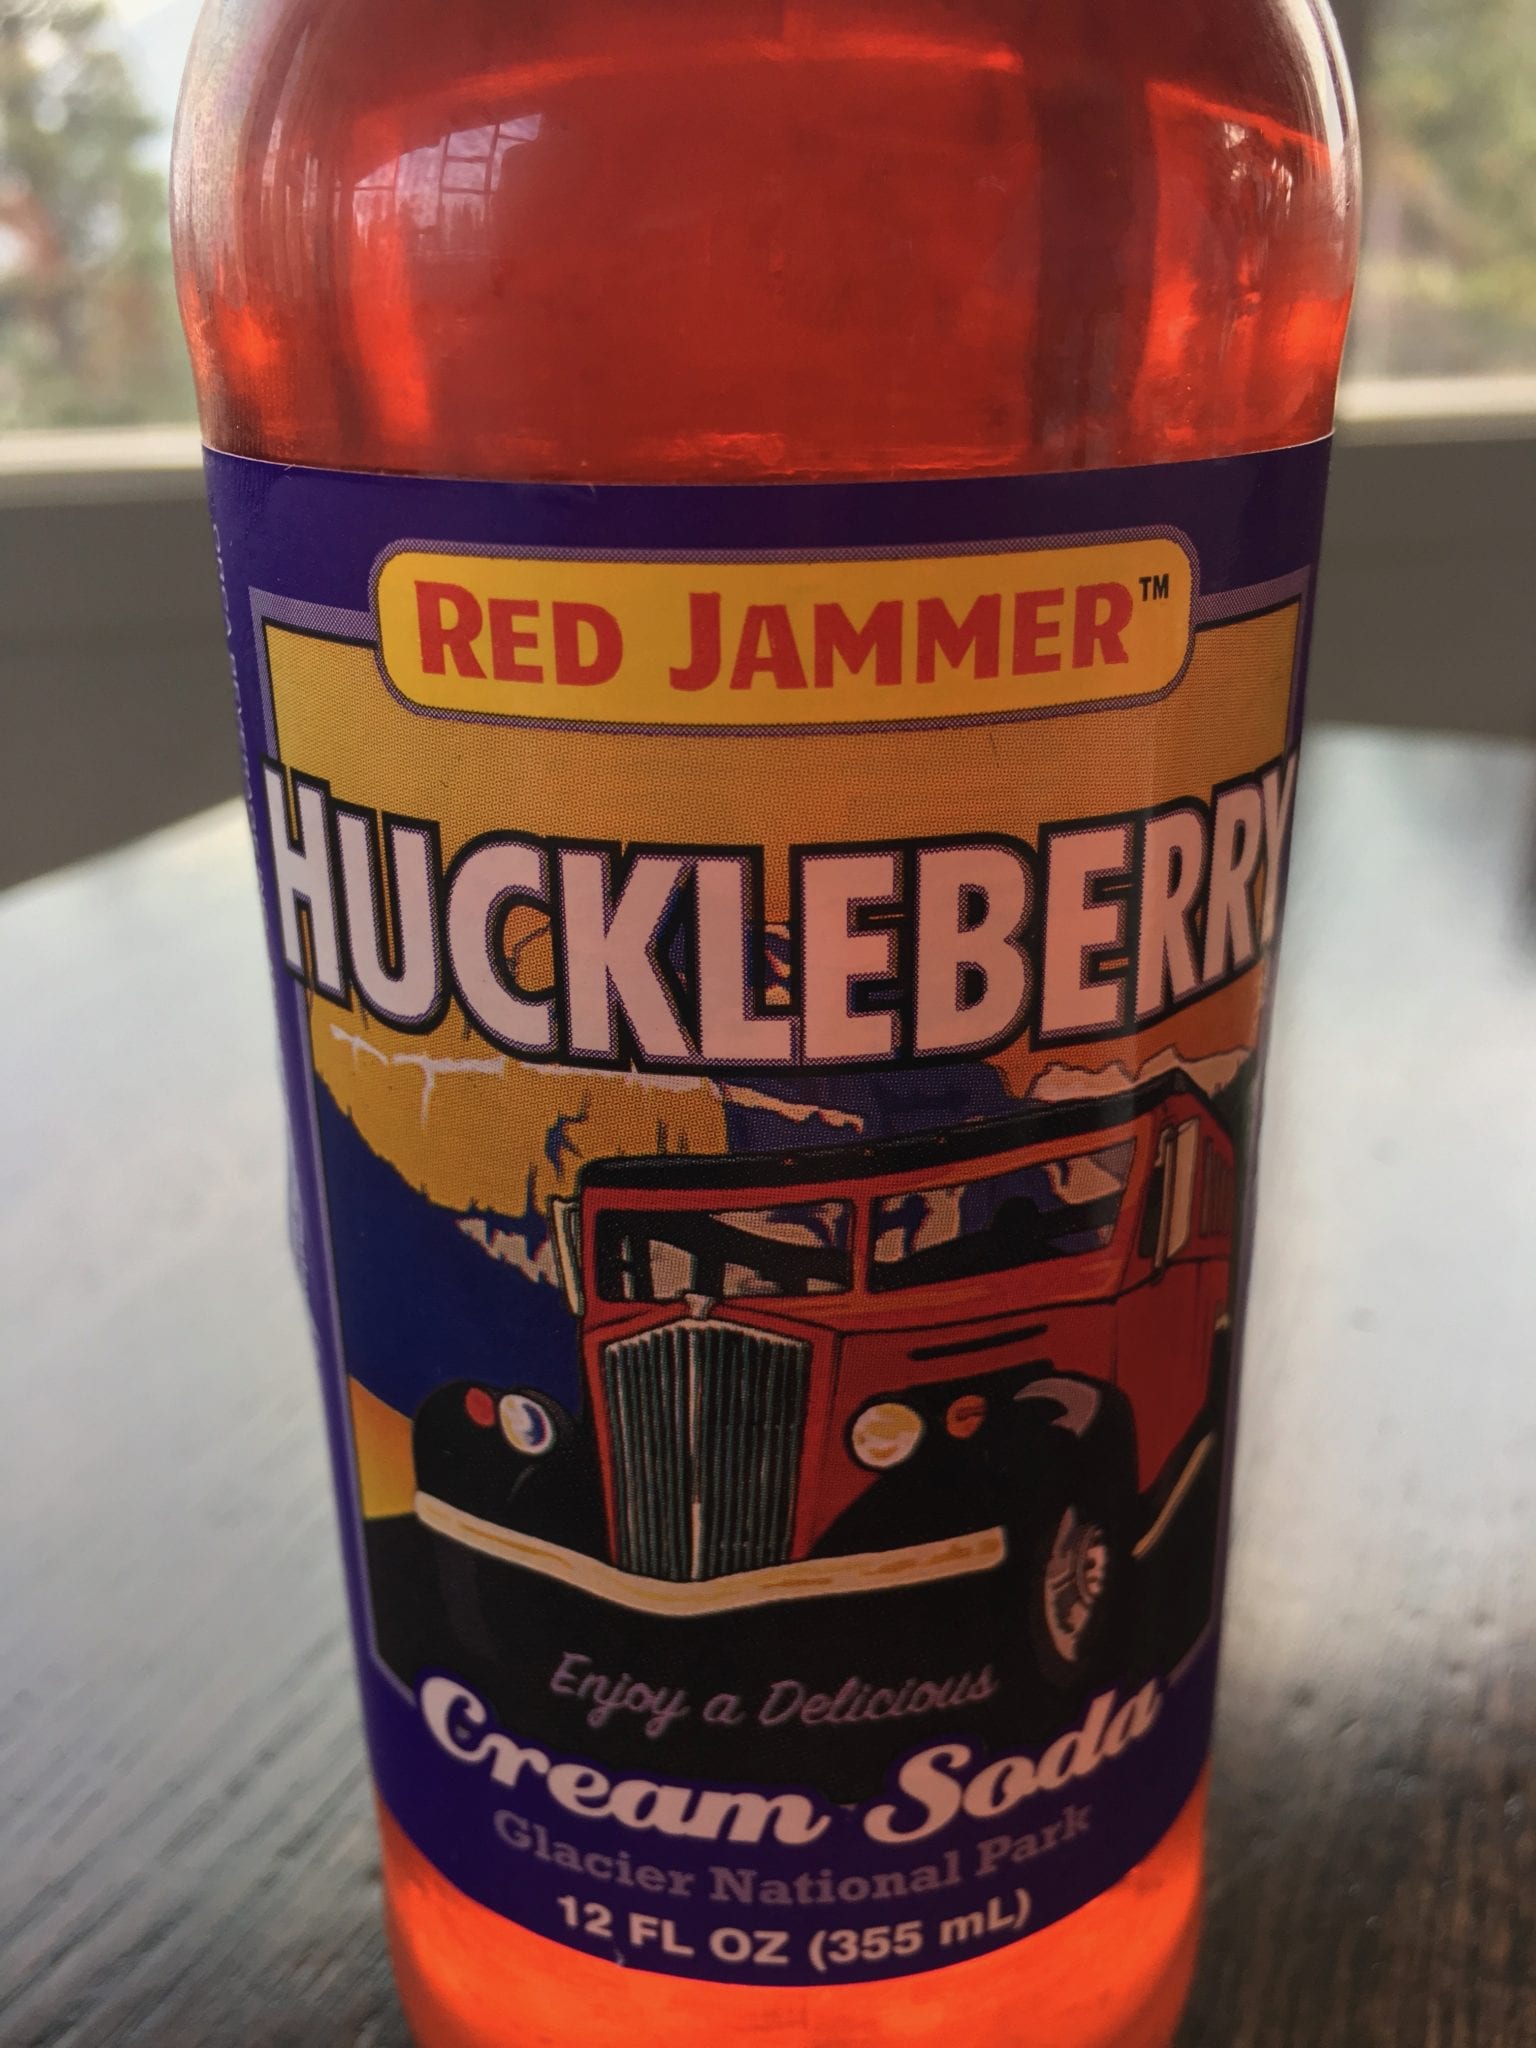 RED JAMMER™
HUCKLEBERRY
Enjoy a Delicious
Cream Soda
Glacier National Park
12 FL OZ (355 mL)